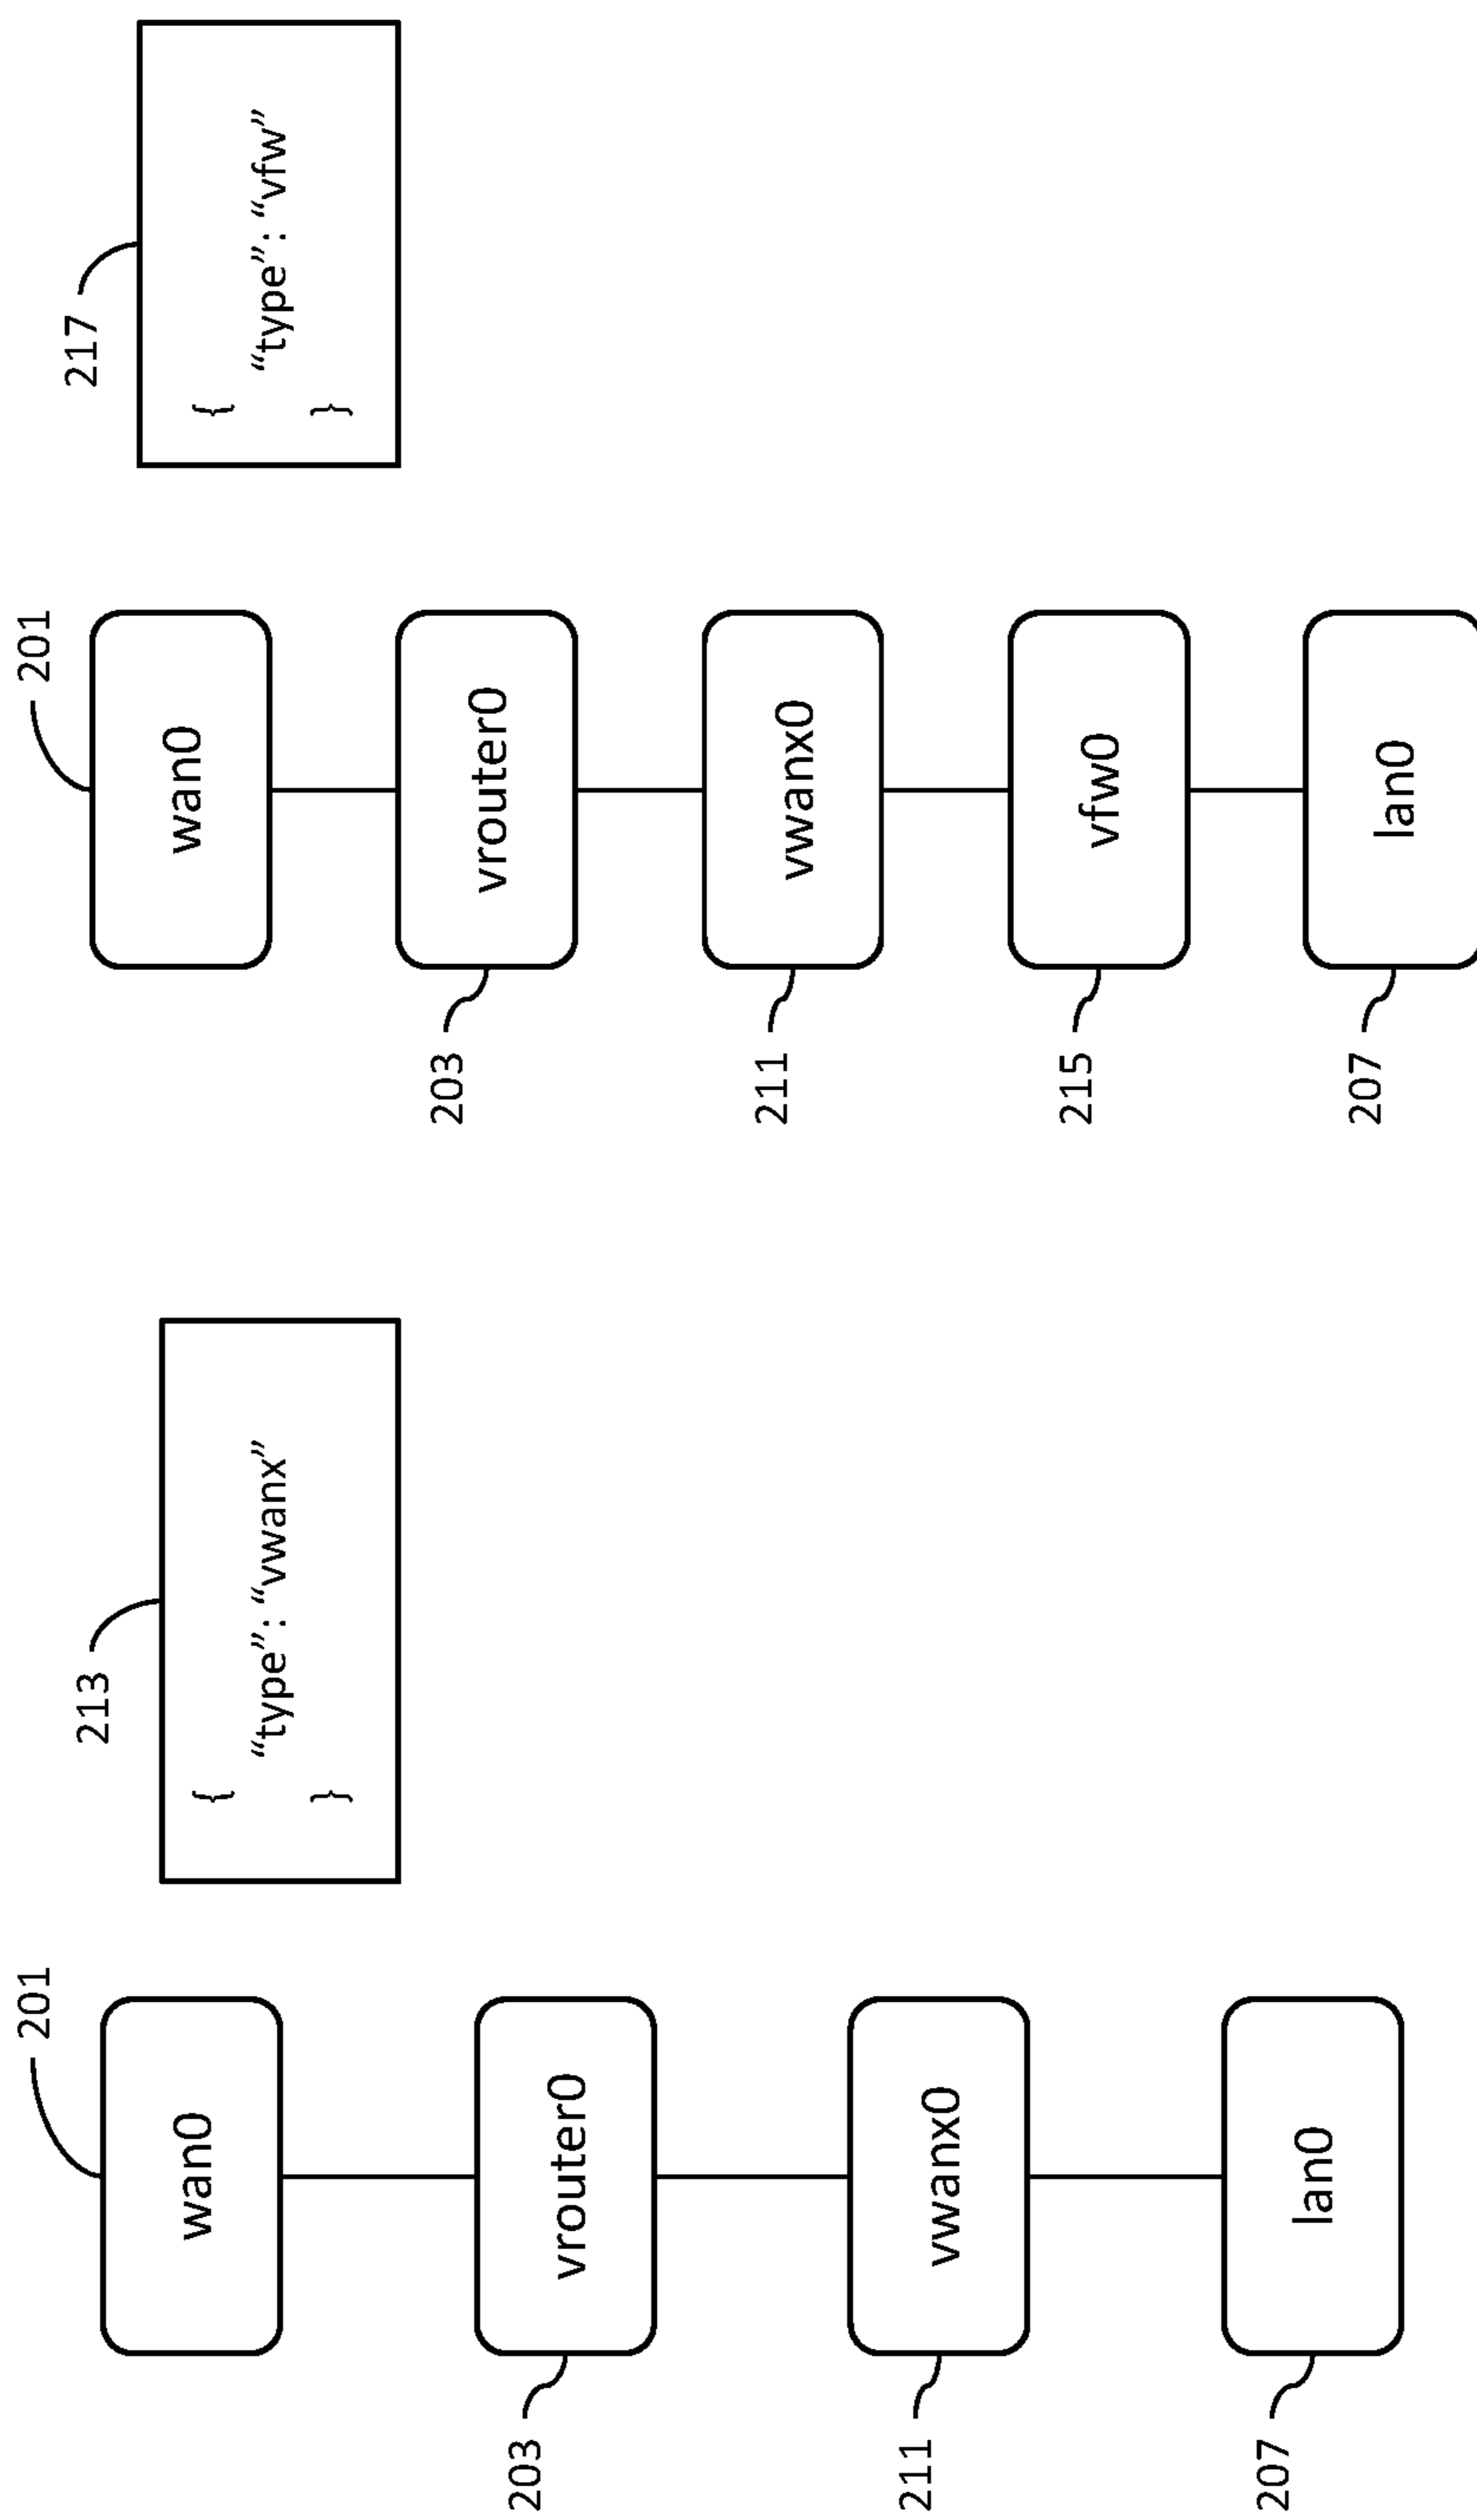 201
wan0
203
vrouter0
211
vwanx0
207
lan0
213
{
“type”: “vwanx”
}
201
wan0
203
vrouter0
211
vwanx0
215
vfw0
207
lan0
217
{
“type”: “vfw”
}